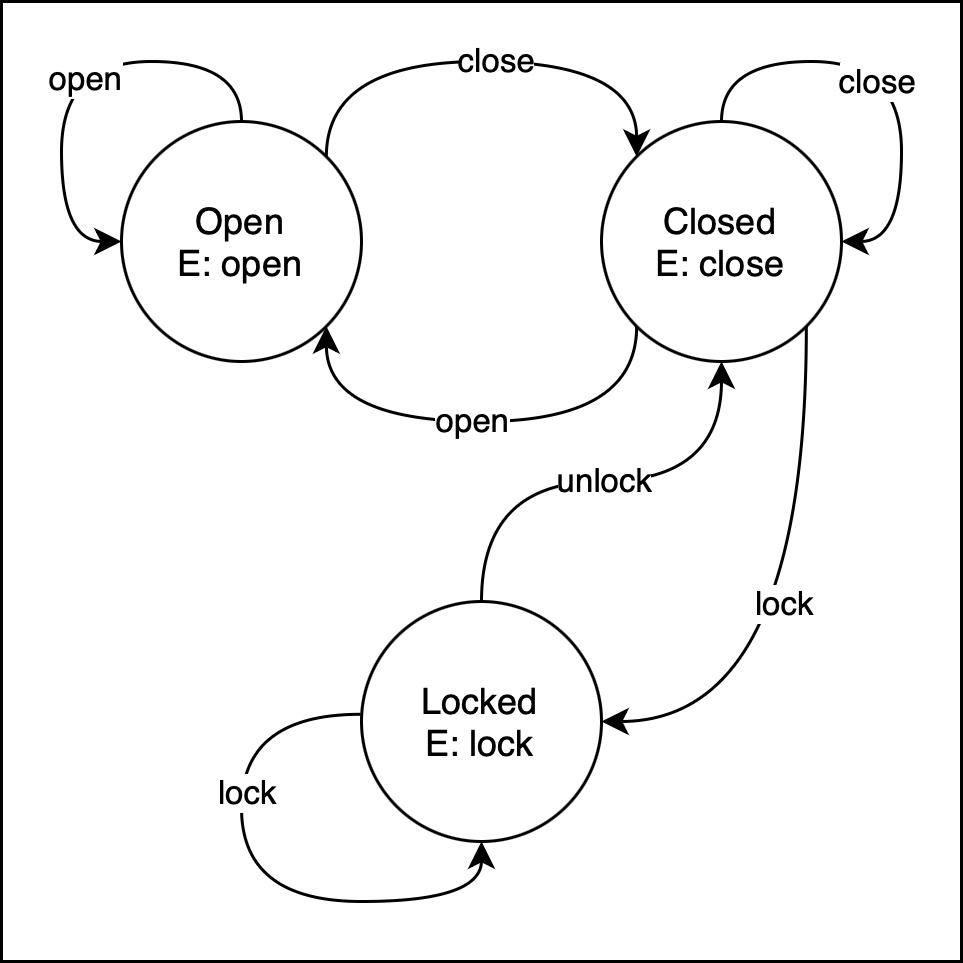 close
open
close
Open
E: open
Closed
E: close
open
unlock
lock
Locked
E: lock
lock